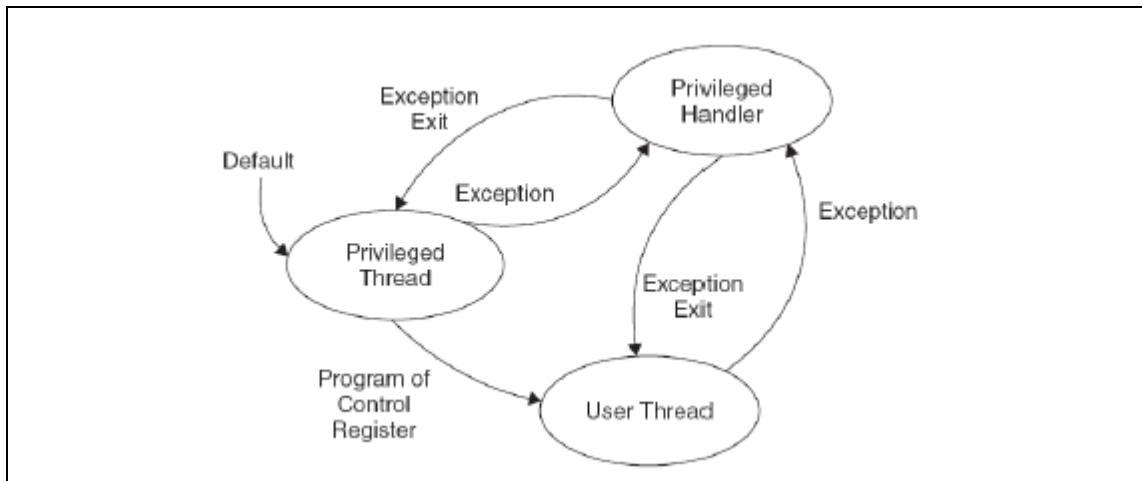 Privileged
Handler
Exception
Exit
Default
Exception
Exception
Privileged
Thread
Exception
Exit
Program of
Control
Register
User Thread